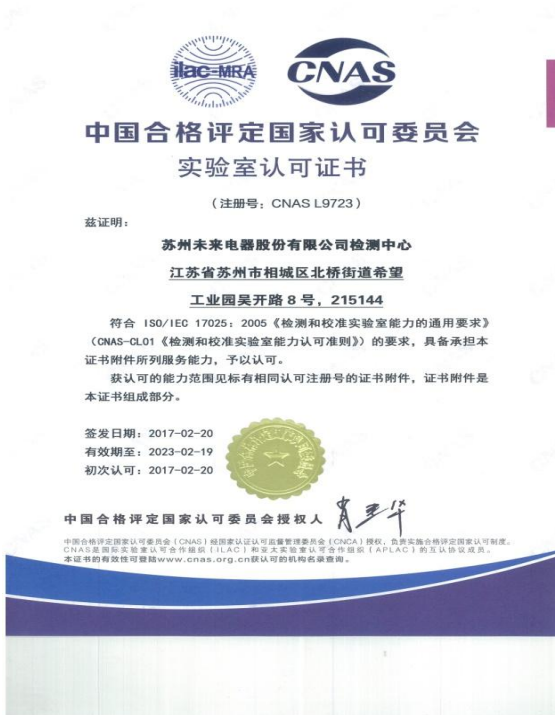 ilac-MRA
CNAS
中国合格评定国家认可委员会
实验室认可证书
（注册号：CNAS L9723）
兹证明：
苏州未来电器股份有限公司检测中心
江苏省苏州市相城区北桥街道希望
工业园吴开路 8 号，215144
符合 ISO/IEC 17025：2005《检测和校准实验室能力的通用要求》
（CNAS-CL01《检测和校准实验室能力认可准则》）的要求，具备承担本
证书附件所列服务能力，予以认可。
获认可的能力范围见标有相同认可注册号的证书附件，证书附件是
本证书组成部分。
签发日期：2017-02-20
有效期至：2023-02-19
初次认可：2017-02-20
中国合格评定国家认可委员会授权人
中国合格评定国家认可委员会（CNAS）经国家认证认可监督管理委员会（CNCA）授权，负责实施合格评定国家认可制度。
CNAS是国际实验室认可合作组织（ILAC）和亚太实验室认可合作组织（APLAC）的互认协议成员。
本证书的有效性可登陆www.cnas.org.cn获认可的机构名录查询。